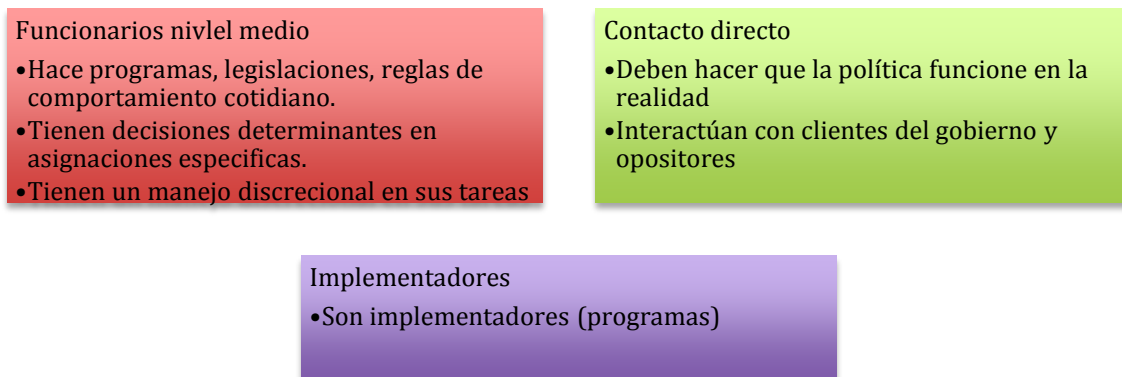 Funcionarios nivlel medio
•Hace programas, legislaciones, reglas de
comportamiento cotidiano.
•Tienen decisiones determinantes en
asignaciones especificas.
•Tienen un manejo discrecional en sus tareas
Contacto directo
•Deben hacer que la política funcione en la
realidad
•Interactúan con clientes del gobierno y
opositores
Implementadores
•Son implementadores (programas)